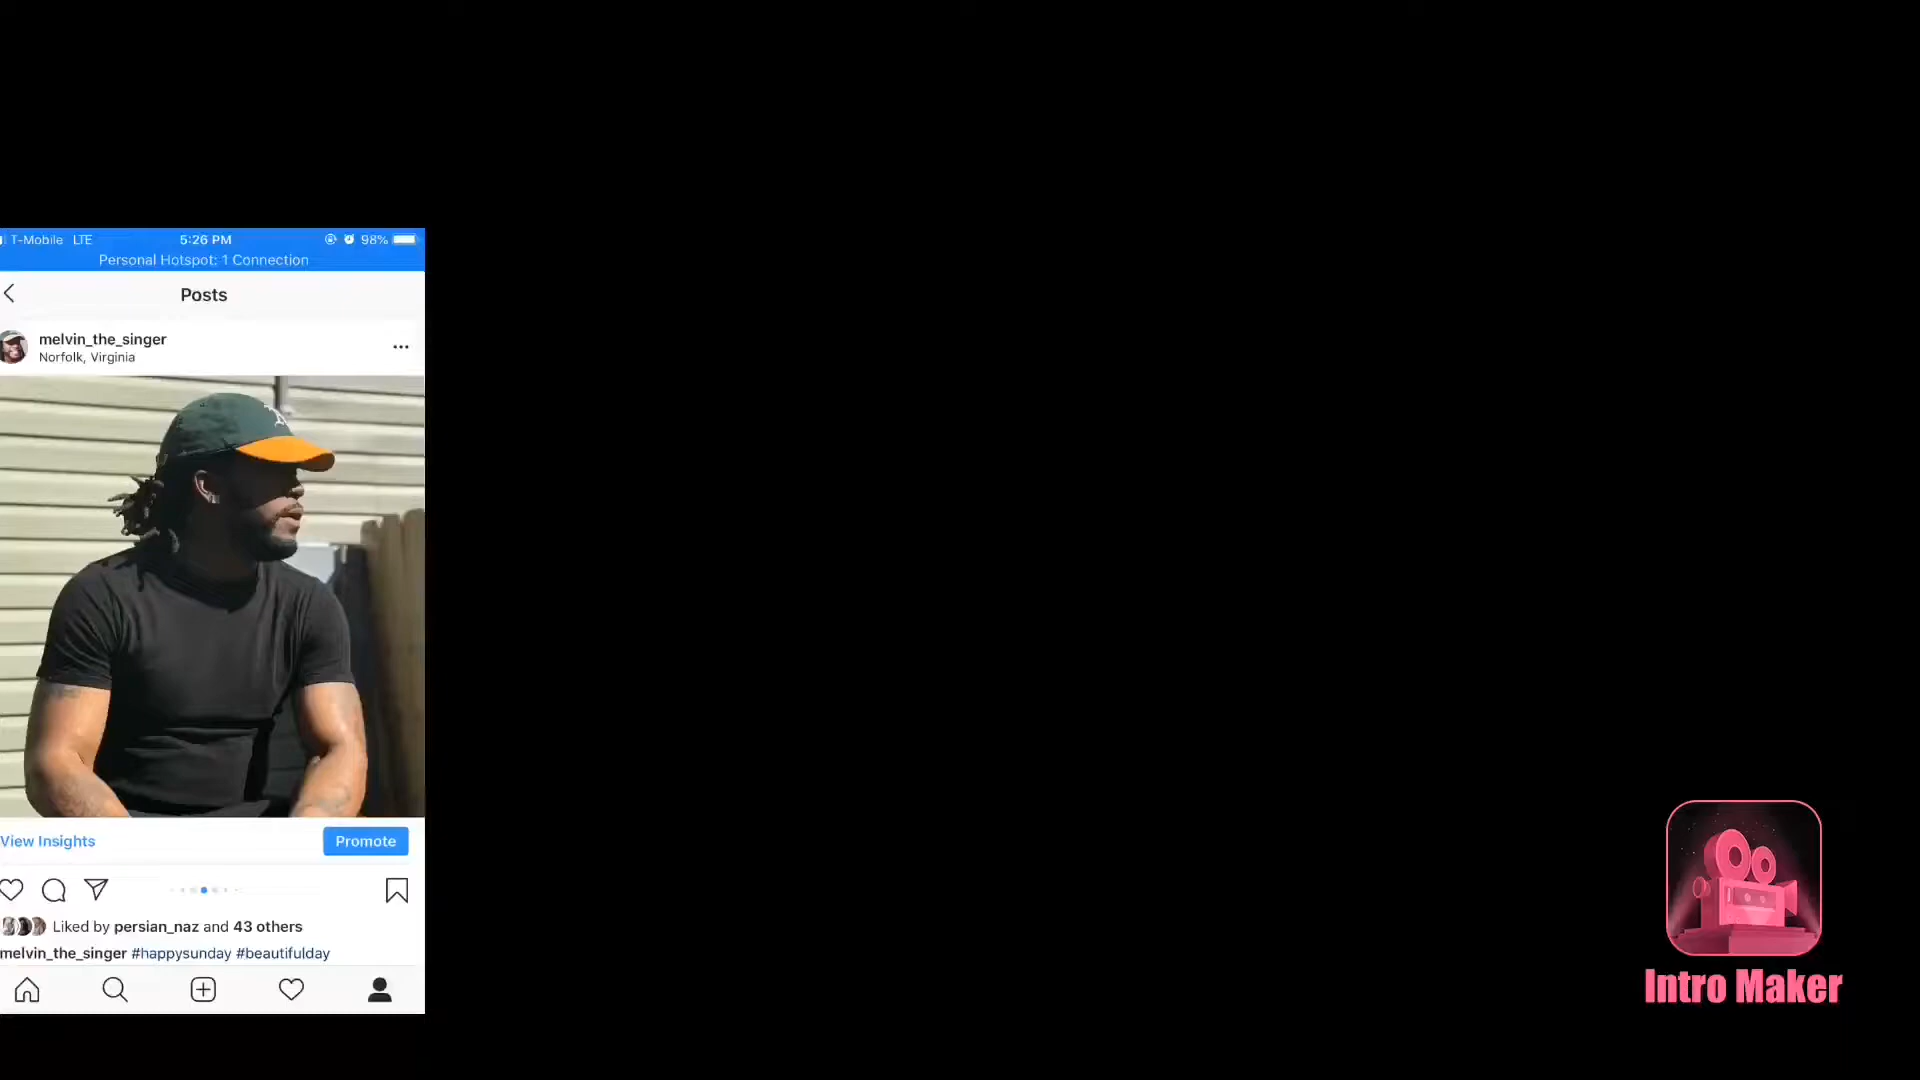 T-Mobile LTE 5:26 PM 98%
Personal Hotspot: 1 Connection
Posts
melvin_the_singer
Norfolk, Virginia
View Insights
Promote
Liked by persian_naz and 43 others
melvin_the_singer #happysunday #beautifulday
Intro Maker